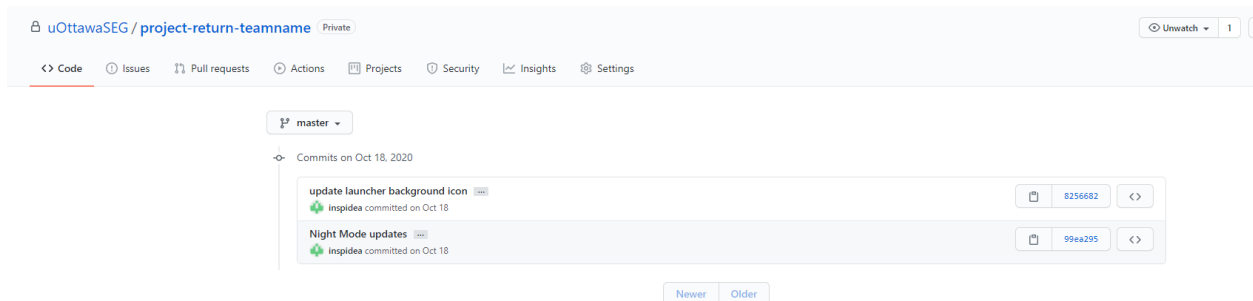 uOttawaSEG / project-return-teamname Private
Unwatch 1
Code Issues Pull requests Actions Projects Security Insights Settings
master
Commits on Oct 18, 2020
update launcher background icon ...
8256682
inspidea committed on Oct 18
Night Mode updates ...
99ea295
inspidea committed on Oct 18
Newer Older